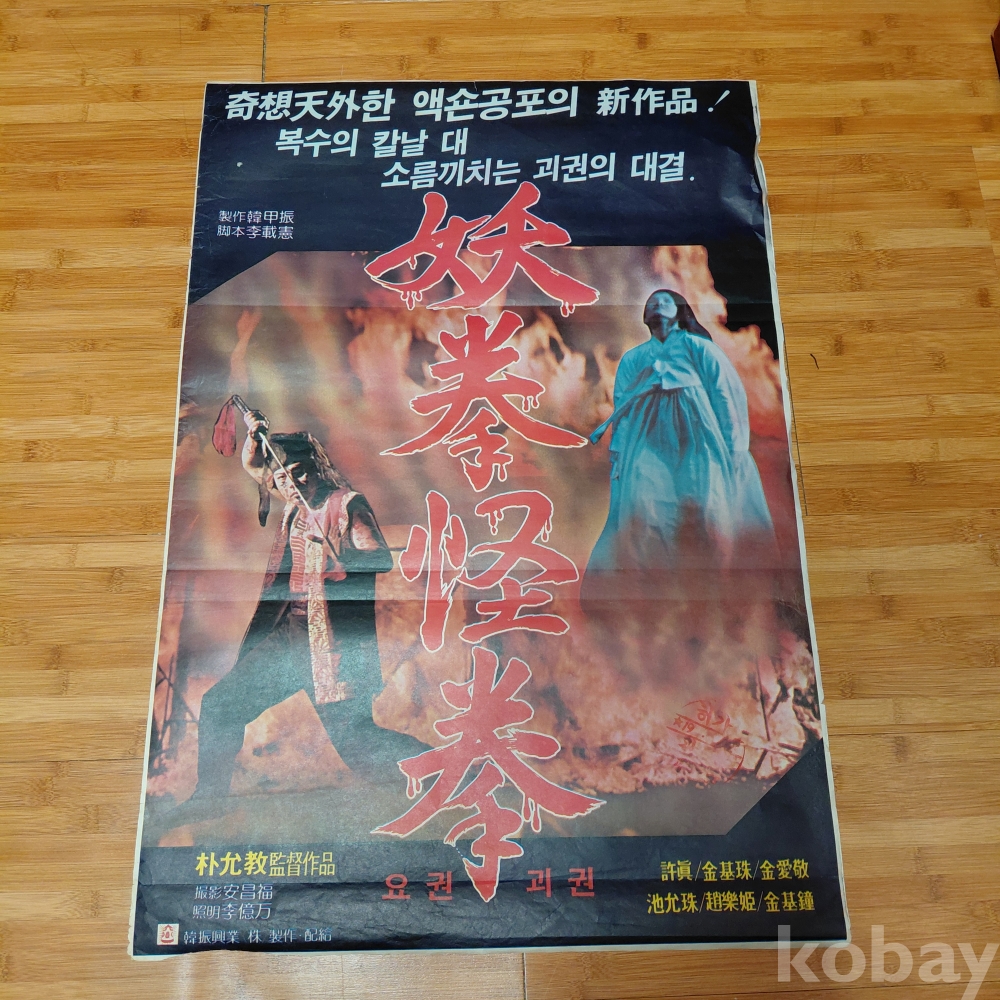 奇想天外한 액숀공포의 新作品!
복수의 칼날 대
소름끼치는 괴권의 대결.
製作 韓甲振
脚本 李載憲
妖拳怪拳
요권 괴권
朴允教監督作品
撮影 安昌福
照明 李億万
韓振興業 株 製作·配給
許眞/金基珠/金愛敬
池允珠/趙樂姬/金基鐘
kobay